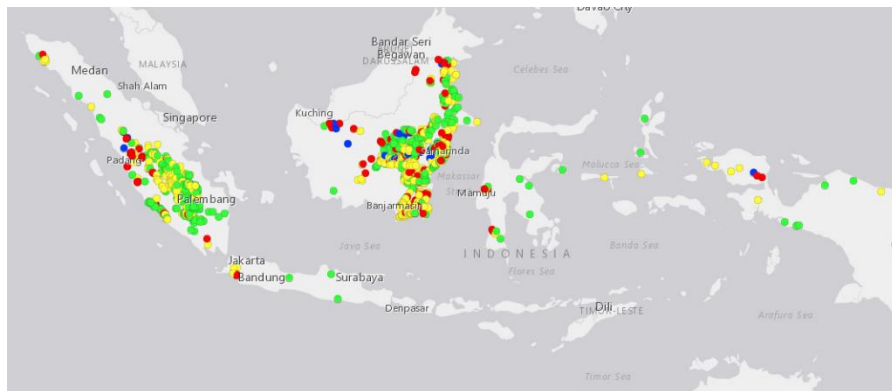 Davao City
Bandar Seri
Begawan
BRUNEI
DARUSSALAM
Celebes Sea
Medan
MALAYSIA
Shah Alam
Kuching
Singapore
Samarinda
Molucca Sea
Padang
Makassar
Mamuju
Palembang
Banjarmasin
Java Sea
INDONESIA
Banda Sea
Jakarta
Bandung
Surabaya
Flores Sea
Denpasar
Dili
TIMOR-LESTE
Arafura Sea
Timor Sea